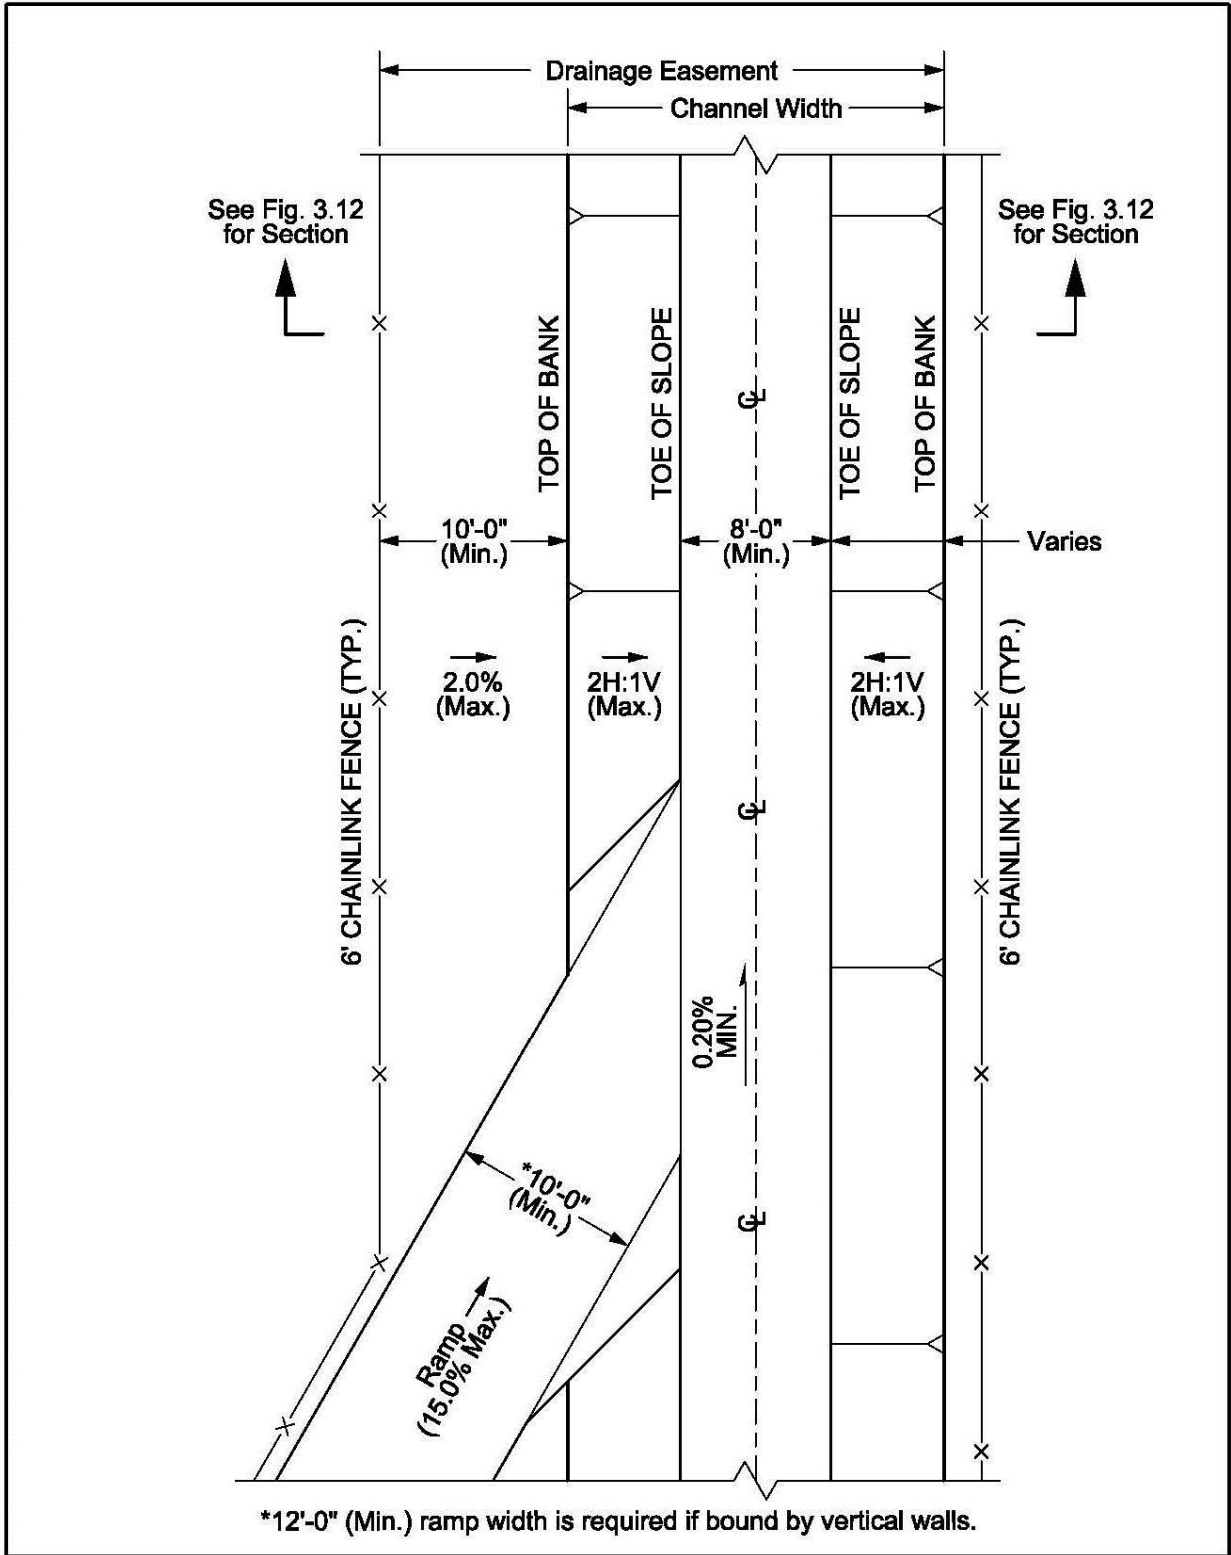 Drainage Easement
Channel Width
See Fig. 3.12
for Section
See Fig. 3.12
for Section
TOP OF BANK
TOE OF SLOPE
℄
TOE OF SLOPE
TOP OF BANK
10'-0"
(Min.)
8'-0"
(Min.)
Varies
6' CHAINLINK FENCE (TYP.)
2.0%
(Max.)
2H:1V
(Max.)
2H:1V
(Max.)
6' CHAINLINK FENCE (TYP.)
℄
0.20%
MIN.
*10'-0"
(Min.)
℄
Ramp
(15.0% Max.)
*12'-0" (Min.) ramp width is required if bound by vertical walls.